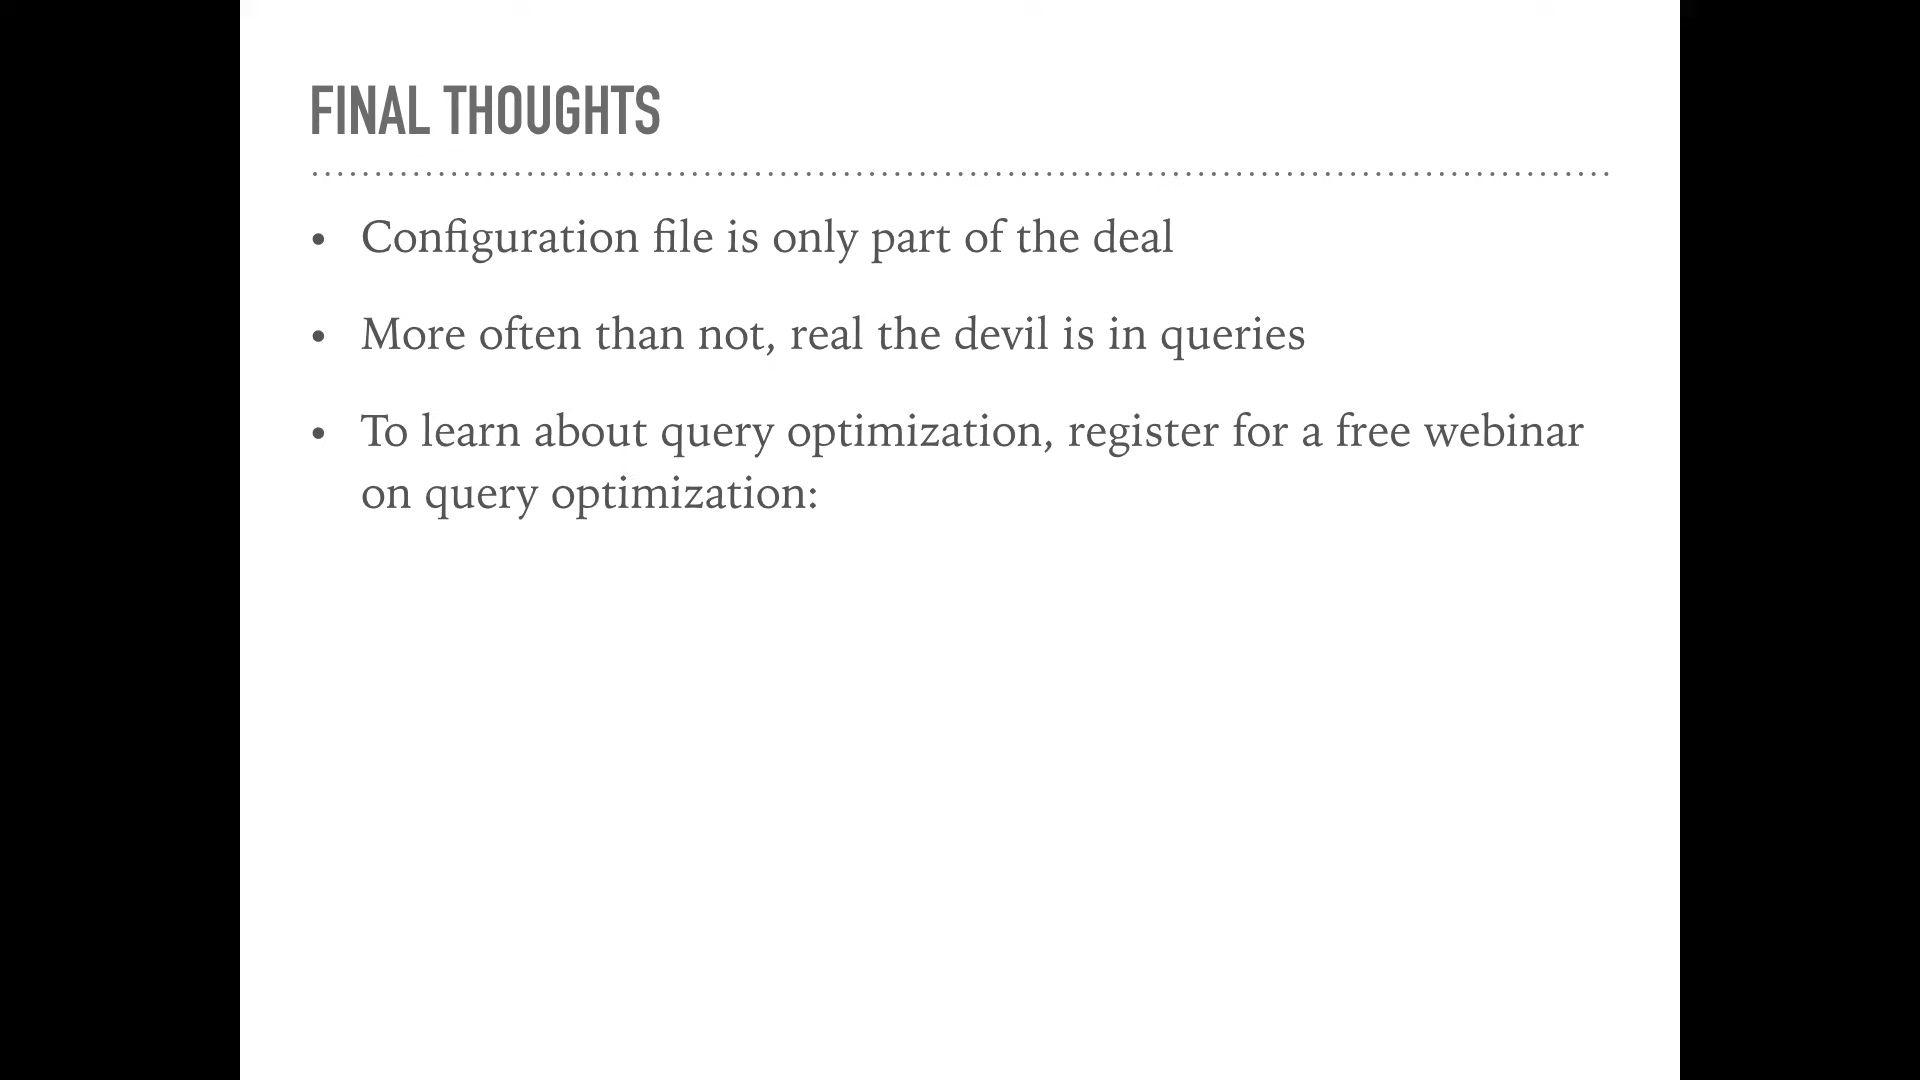 FINAL THOUGHTS
• Configuration file is only part of the deal
• More often than not, real the devil is in queries
• To learn about query optimization, register for a free webinar
on query optimization: